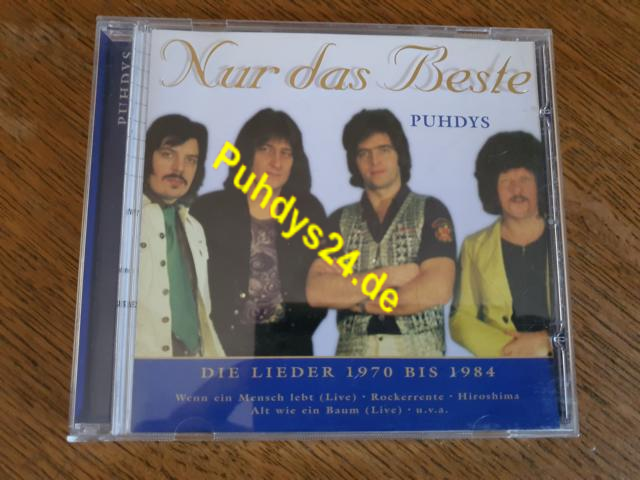 PUHDYS
Nur das Beste
PUHDYS
Puhdys24.de
DIE LIEDER 1970 BIS 1984
Wenn ein Mensch lebt (Live) · Rockerrente · Hiroshima
Alt wie ein Baum (Live) · u.v.a.